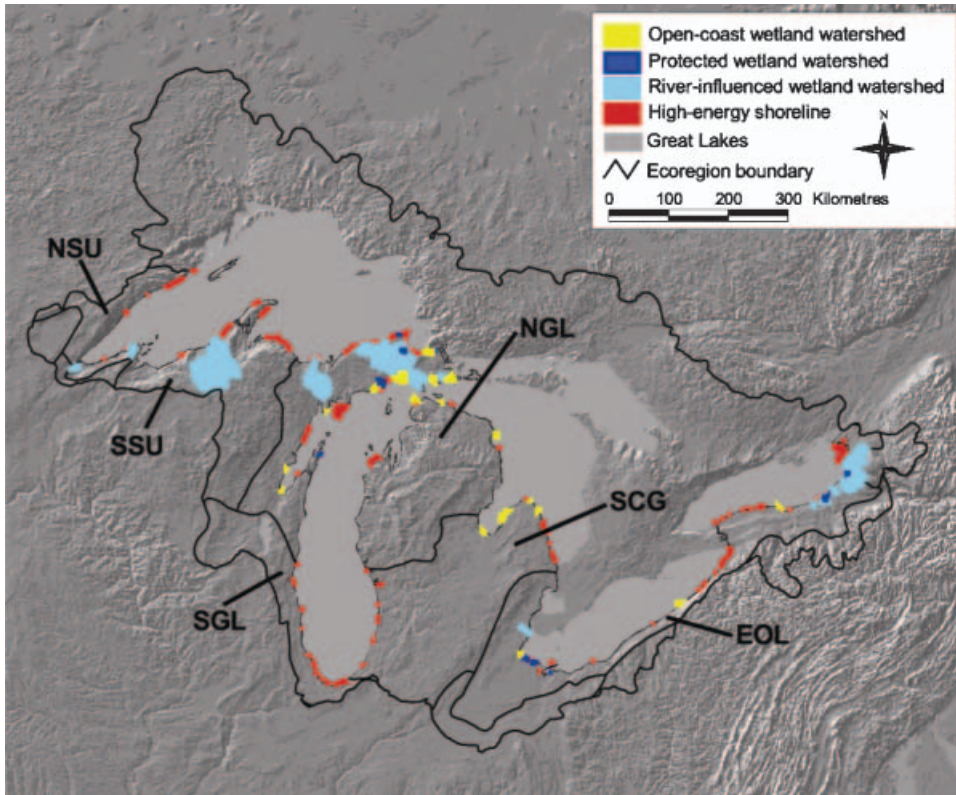 Open-coast wetland watershed
Protected wetland watershed
River-influenced wetland watershed
High-energy shoreline
Great Lakes
N
Ecoregion boundary
0 100 200 300 Kilometres
NSU
NGL
SSU
SCG
SGL
EOL